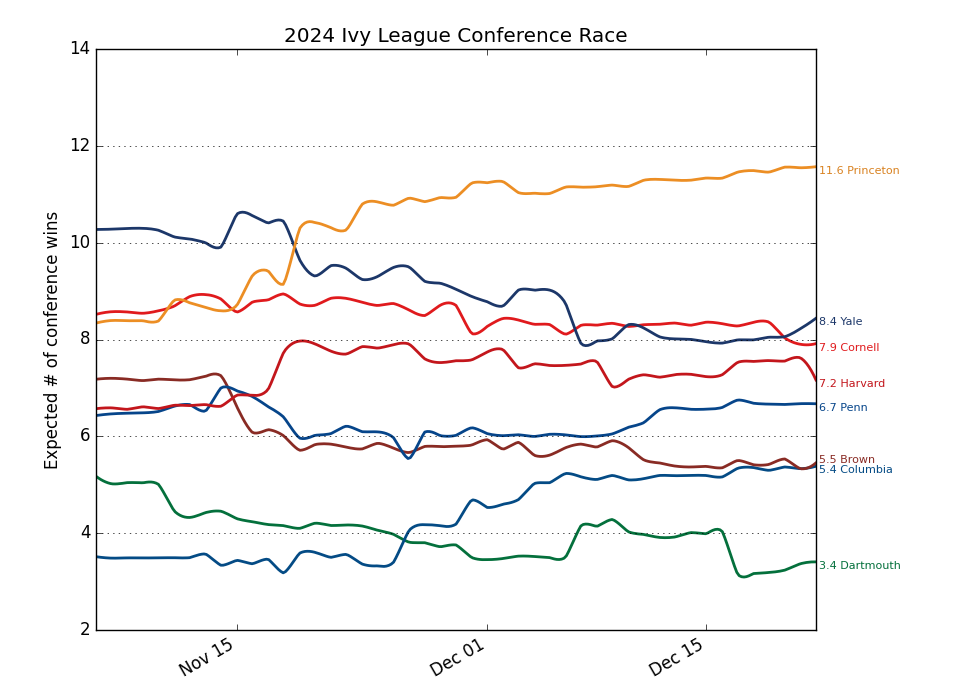 2024 Ivy League Conference Race
Expected # of conference wins
14
12
10
8
6
4
2
Nov 15
Dec 01
Dec 15
11.6 Princeton
8.4 Yale
7.9 Cornell
7.2 Harvard
6.7 Penn
5.5 Brown
5.4 Columbia
3.4 Dartmouth